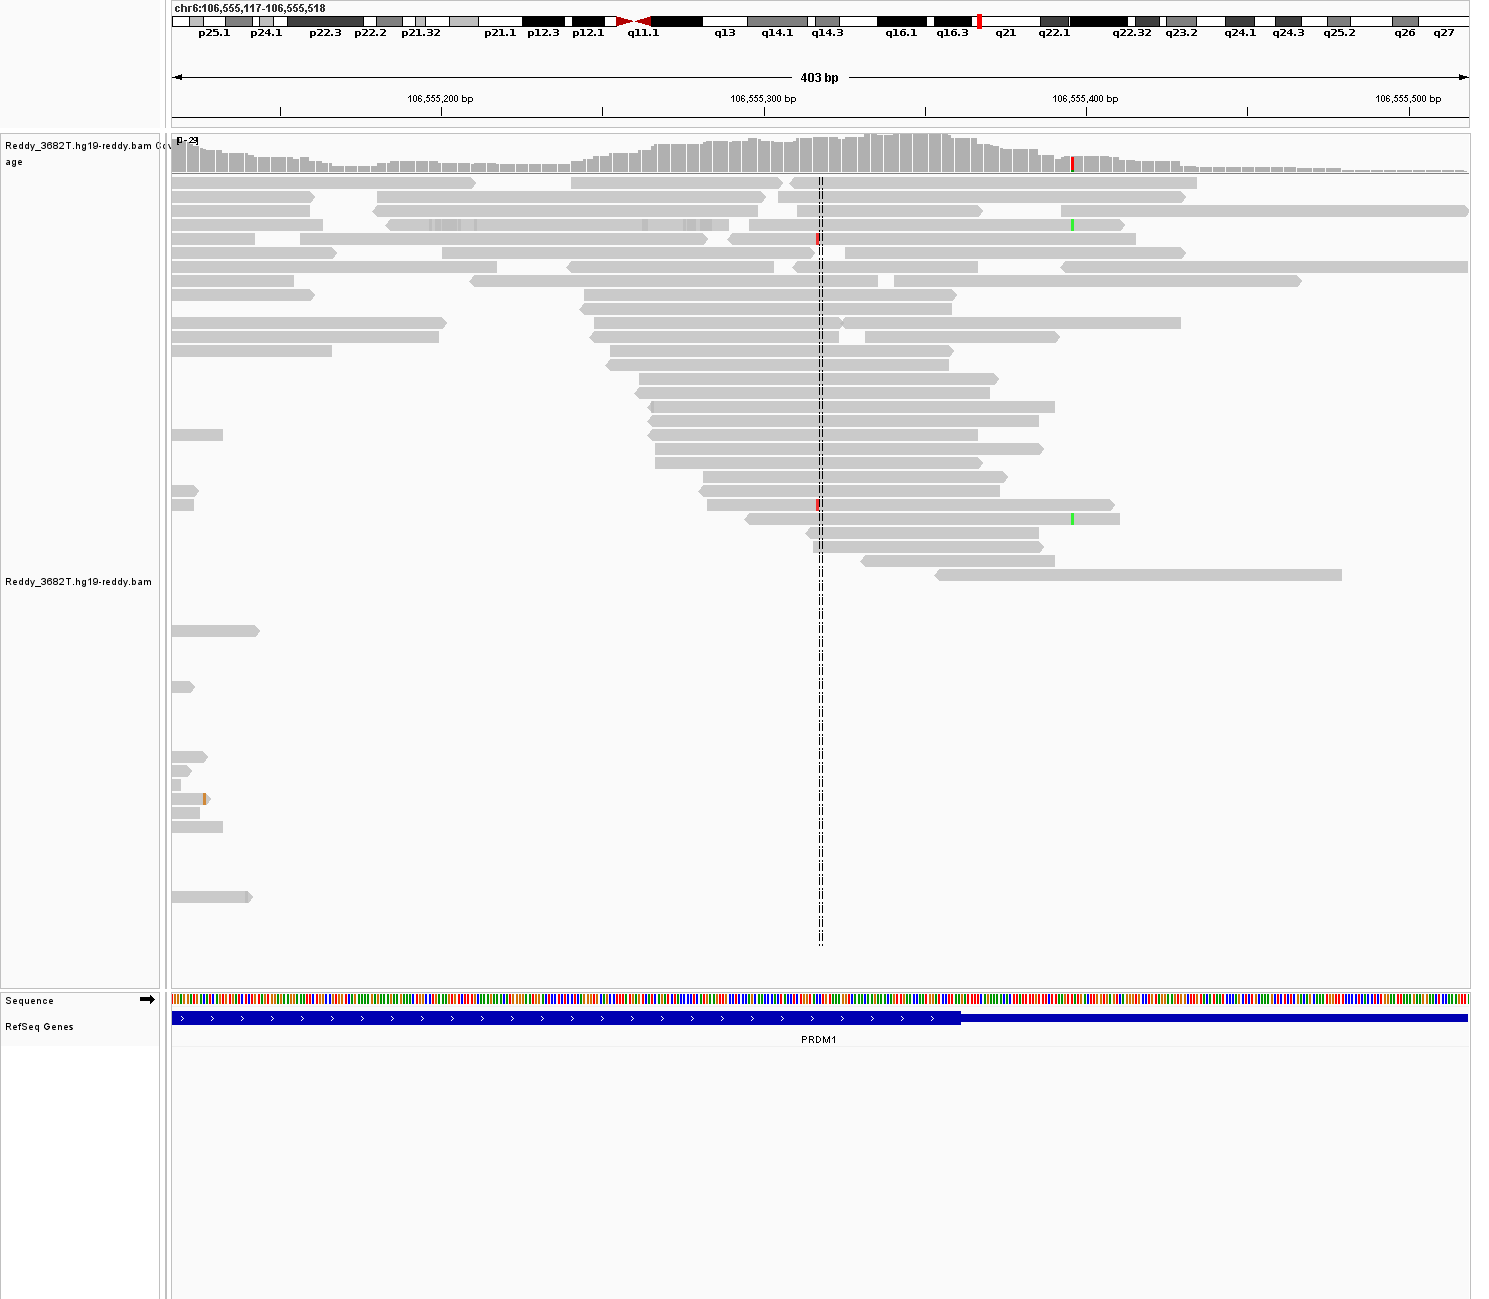 chr6:106,555,117-106,555,518
p25.1 p24.1 p22.3 p22.2 p21.32 p21.1 p12.3 p12.1 q11.1 q13 q14.1 q14.3 q16.1 q16.3 q21 q22.1 q22.32 q23.2 q24.1 q24.3 q25.2 q26 q27
403 bp
106,555,200 bp 106,555,300 bp 106,555,400 bp 106,555,500 bp
[0 - 29]
Reddy_3682T.hg19-reddy.bam Cov
age
Reddy_3682T.hg19-reddy.bam
Sequence
RefSeq Genes
PRDM1